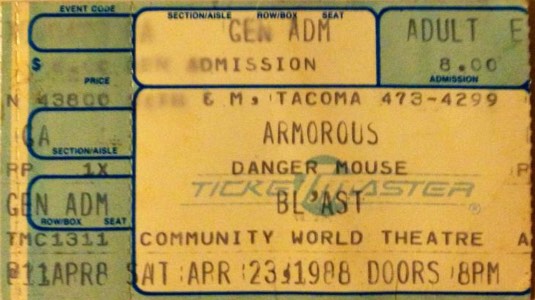 EVENT CODE SECTION/AISLE ROW/BOX SEAT
A GEN ADM ADULT E
$ ADMISSION 8.00
PRICE ADMISSION
N 43800 & M, TACOMA 473-4299
GA ARMOROUS
SECTION/AISLE
RP 1X DANGER MOUSE
TICKETMASTER ®
GEN ADM BL'AST
ROW/BOX SEAT
TMC1311 COMMUNITY WORLD THEATRE A
11APR8 SAT APR 23,1988 DOORS 8PM